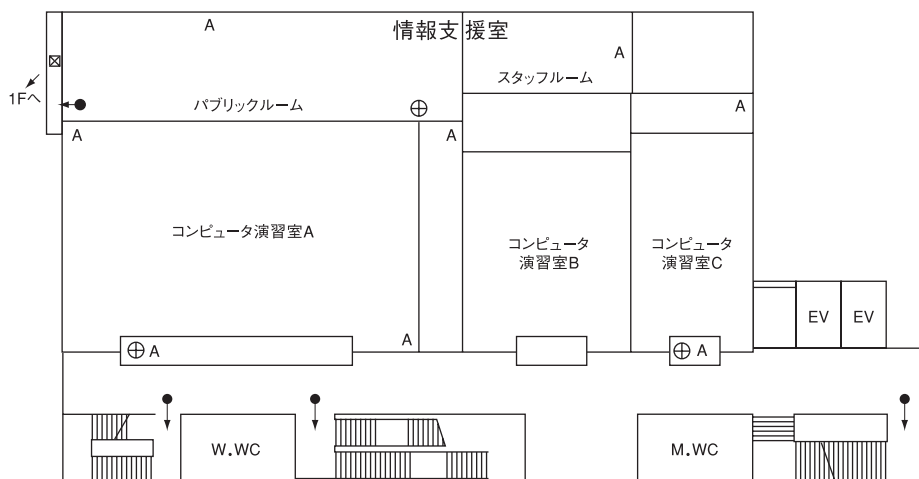 A
情報支援室
A
スタッフルーム
1Fへ
パブリックルーム
A
A
A
コンピュータ演習室A
コンピュータ
演習室B
コンピュータ
演習室C
EV
EV
A
A
A
W.WC
M.WC